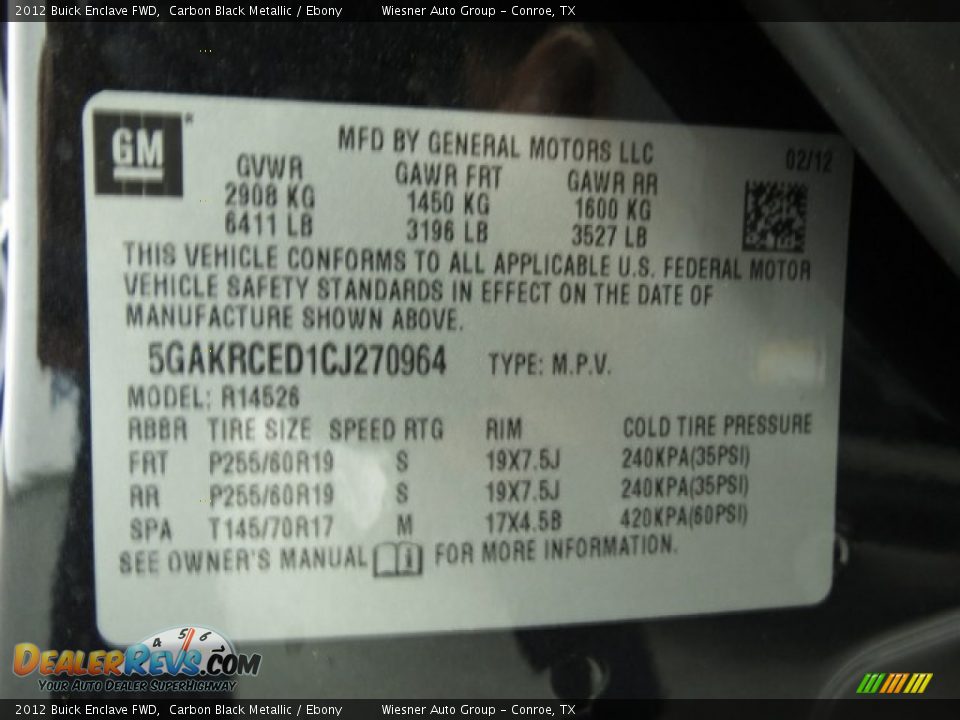 2012 Buick Enclave FWD,  Carbon Black Metallic / Ebony        Wiesner Auto Group - Conroe, TX
GM
MFD BY GENERAL MOTORS LLC 02/12
GVWR GAWR FRT GAWR RR
2908 KG 1450 KG 1600 KG
6411 LB 3196 LB 3527 LB
THIS VEHICLE CONFORMS TO ALL APPLICABLE U.S. FEDERAL MOTOR
VEHICLE SAFETY STANDARDS IN EFFECT ON THE DATE OF
MANUFACTURE SHOWN ABOVE.
5GAKRCED1CJ270964 TYPE: M.P.V.
MODEL: R14526
RBBR TIRE SIZE SPEED RTG RIM COLD TIRE PRESSURE
FRT P255/60R19 S 19X7.5J 240KPA(35PSI)
RR P255/60R19 S 19X7.5J 240KPA(35PSI)
SPA T145/70R17 M 17X4.5B 420KPA(60PSI)
SEE OWNER'S MANUAL FOR MORE INFORMATION.
4 5 6
DealerRevs.com
Your Auto Dealer SuperHighway
2012 Buick Enclave FWD,  Carbon Black Metallic / Ebony        Wiesner Auto Group - Conroe, TX